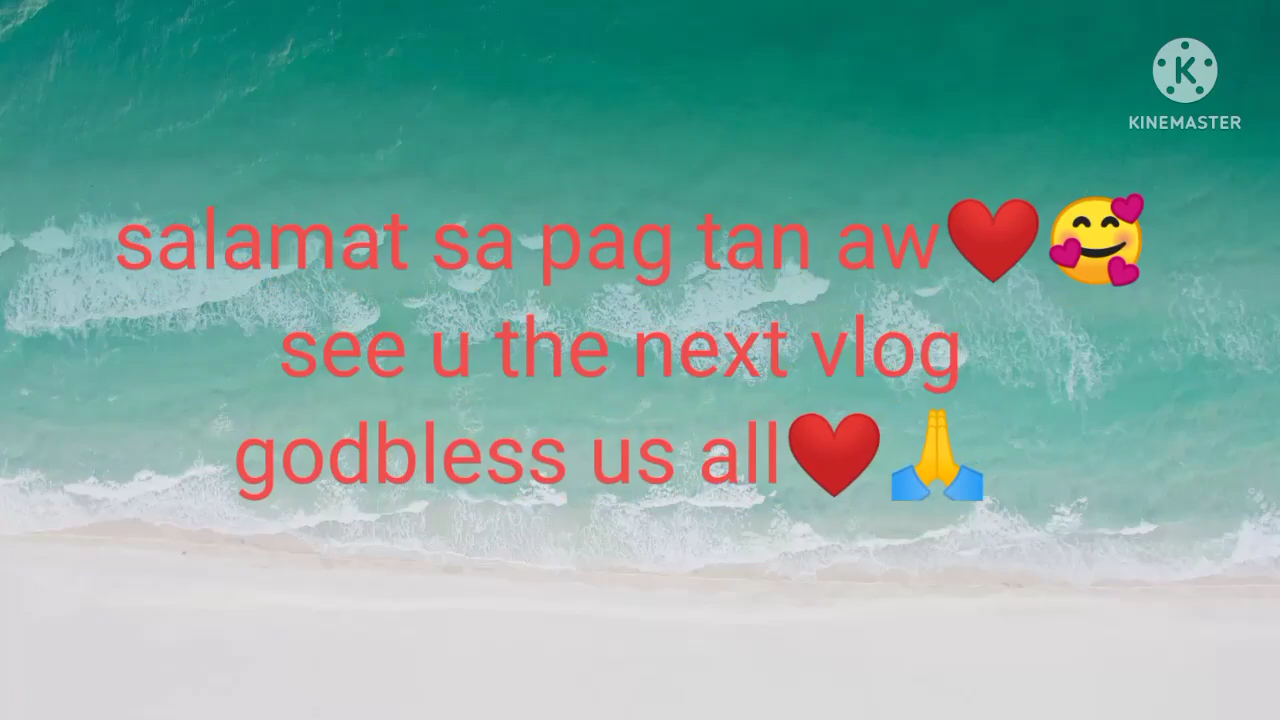 KINEMASTER
salamat sa pag tan aw❤️🥰
see u the next vlog
godbless us all❤️🙏